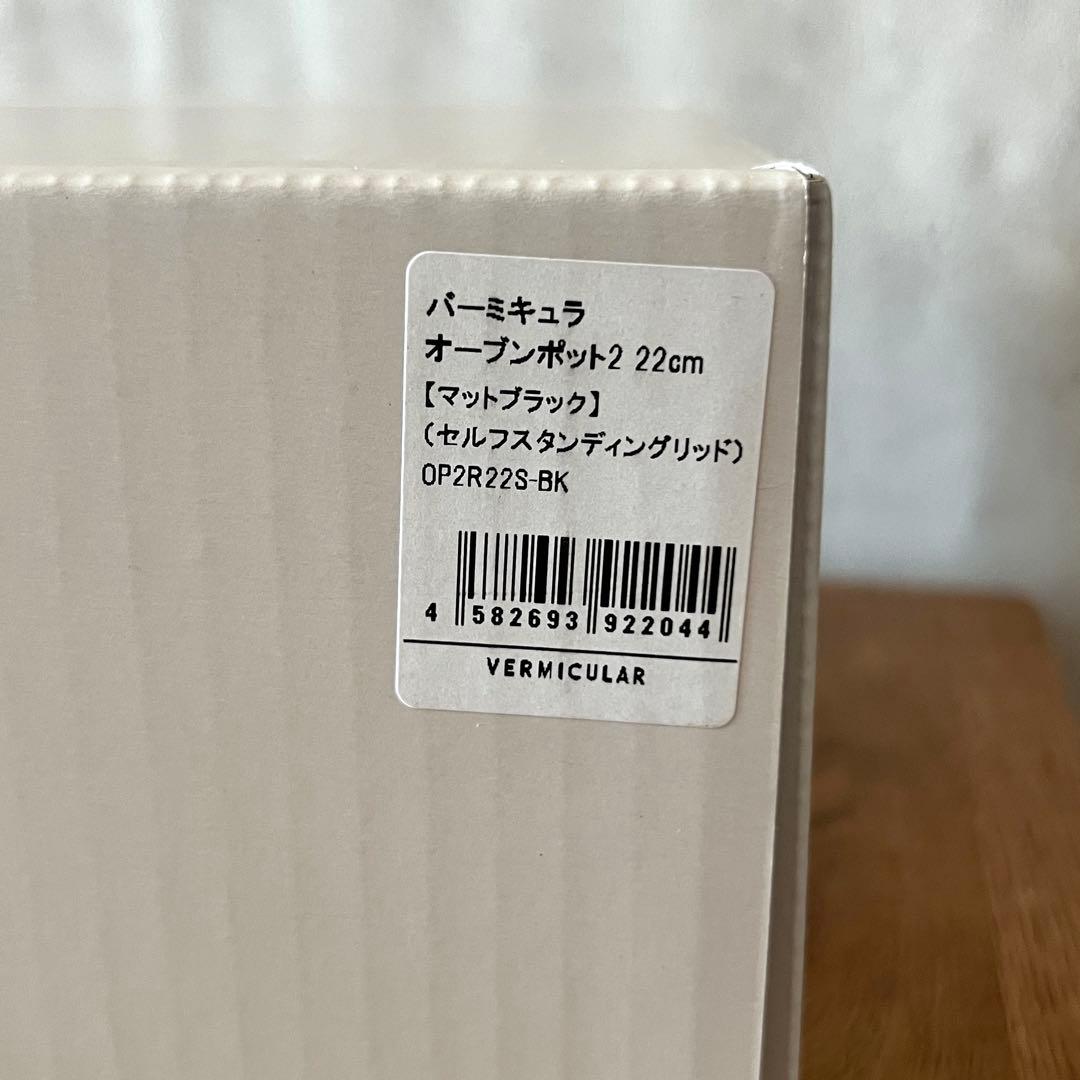 バーミキュラ
オーブンポット2 22cm
【マットブラック】
(セルフスタンディングリッド)
OP2R22S-BK
4 582693 922044
VERMICULAR